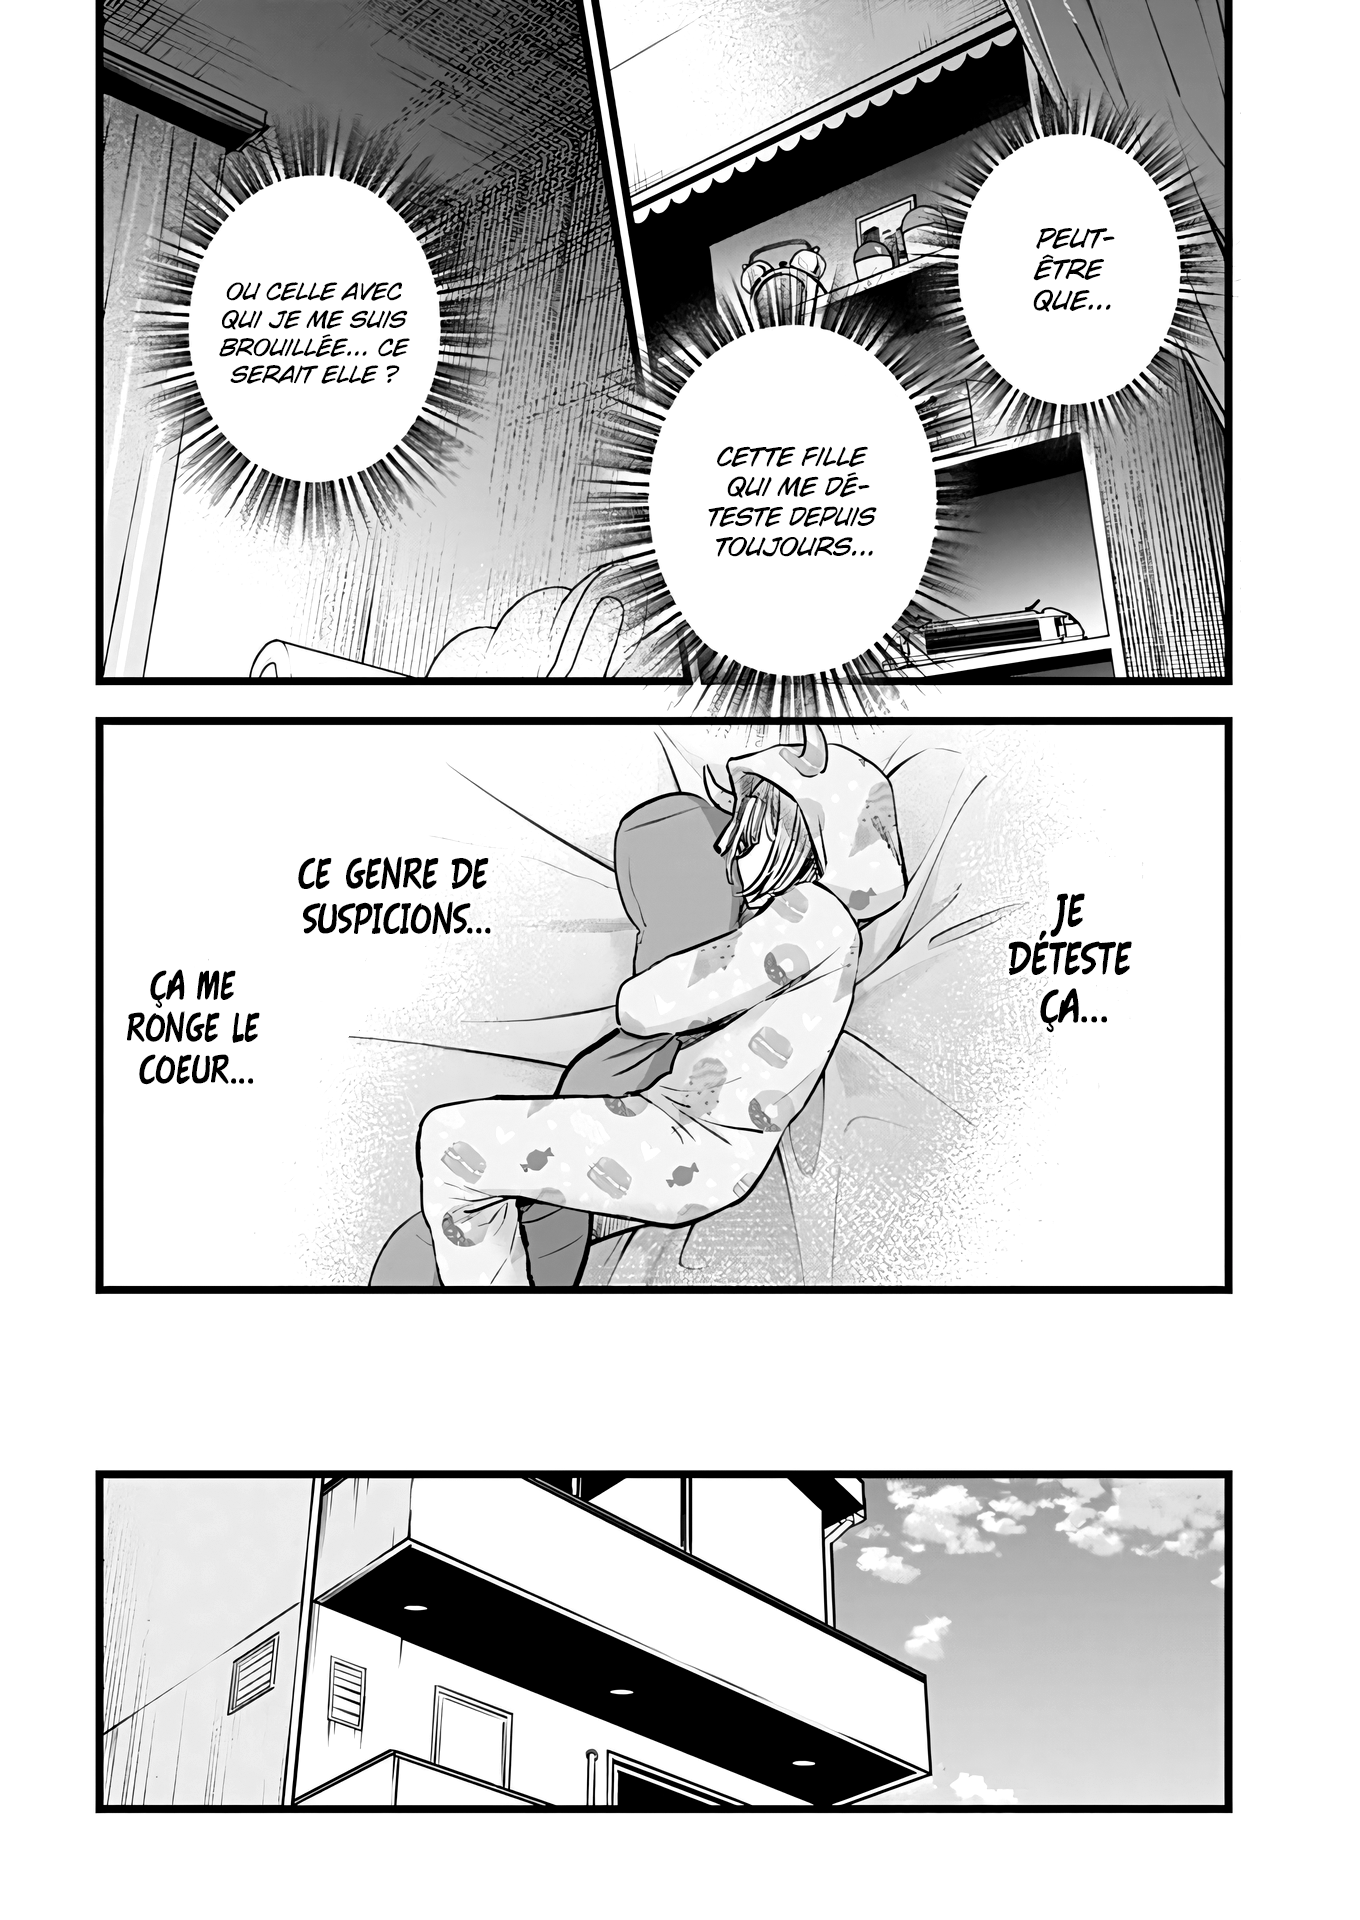 PEUT-
ÊTRE
QUE...
CETTE FILLE
QUI ME DÉ-
TESTE DEPUIS
TOUJOURS...
OU CELLE AVEC
QUI JE ME SUIS
BROUILLÉE... CE
SERAIT ELLE ?
JE
DÉTESTE
ÇA...
CE GENRE DE
SUSPICIONS...
ÇA ME
RONGE LE
COEUR...